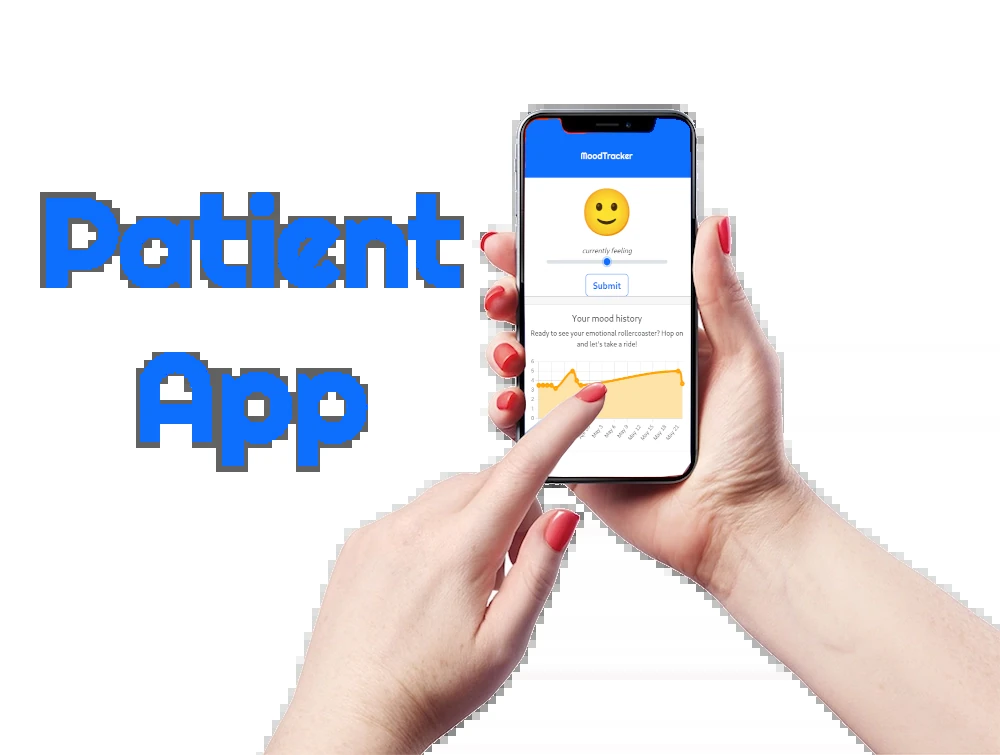 Patient
App
MoodTracker
currently feeling
Submit
Your mood history
Ready to see your emotional rollercoaster? Hop on
and let's take a ride!
6
5
4
3
2
1
0
May 3
May 6
May 9
May 12
May 15
May 18
May 21